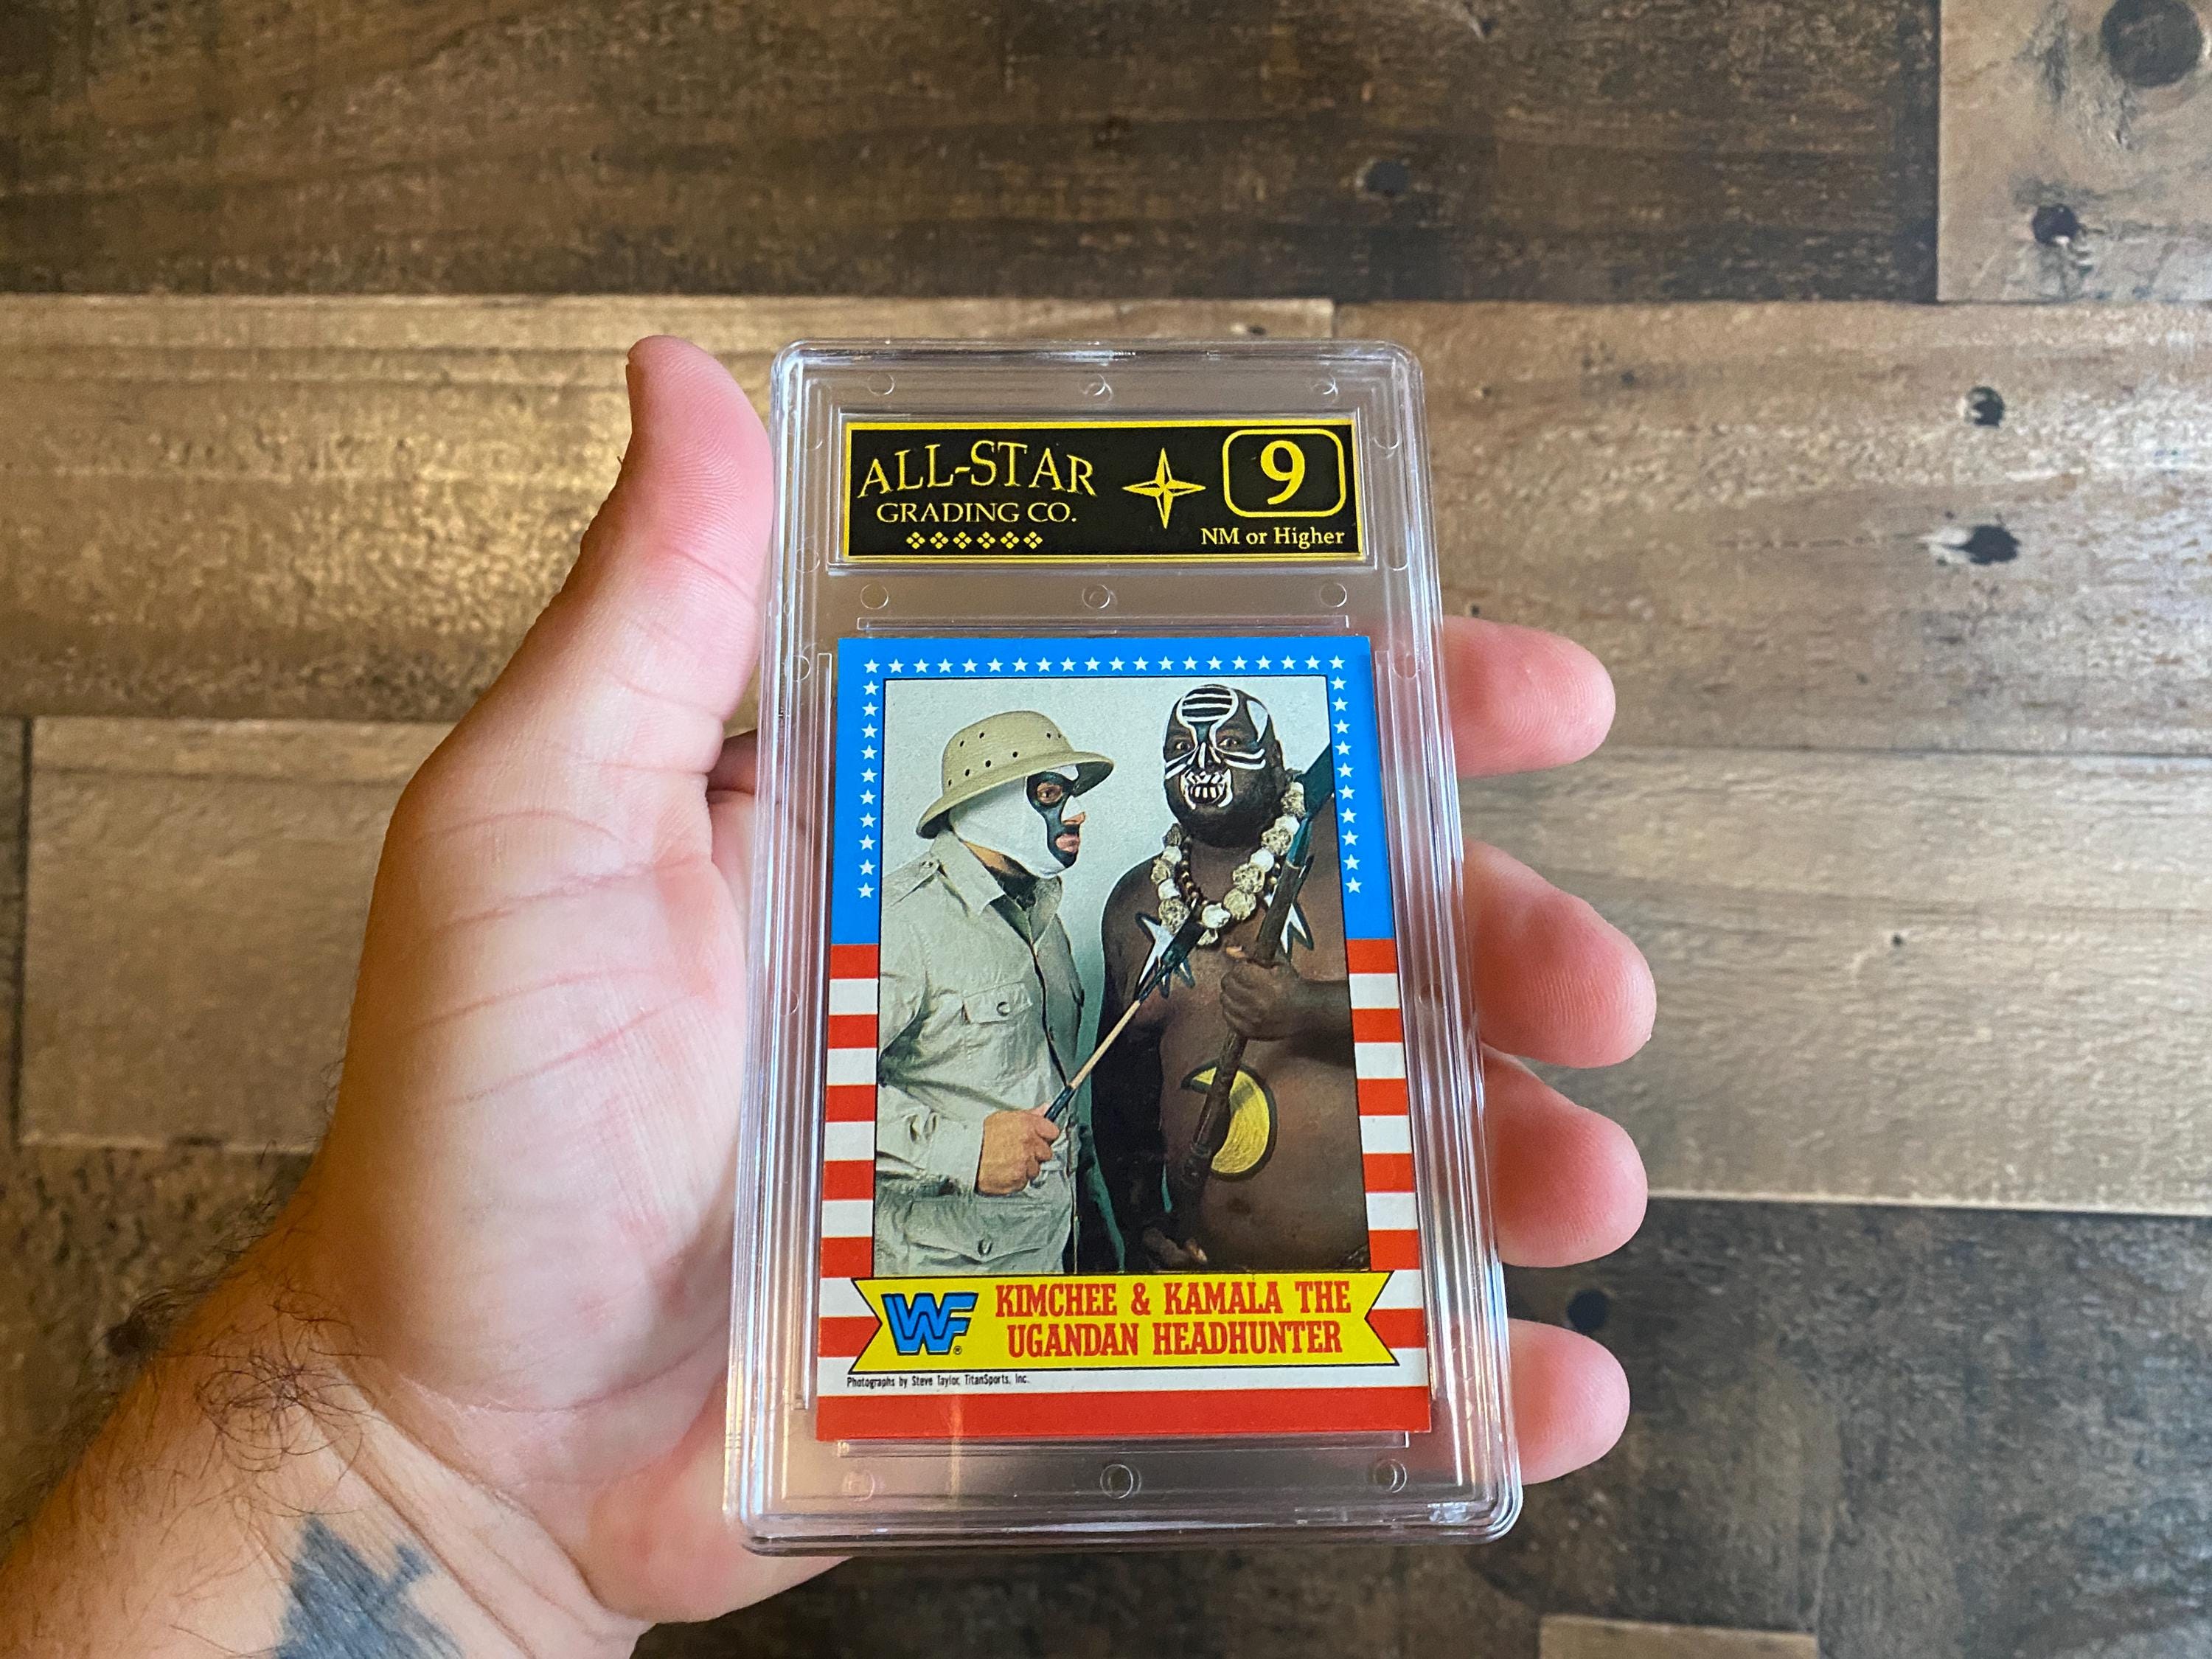 ALL-STAR
GRADING CO.
9
NM or Higher
WF KIMCHEE & KAMALA THE
UGANDAN HEADHUNTER
®
Photographs by Steve Taylor, TitanSports, Inc.